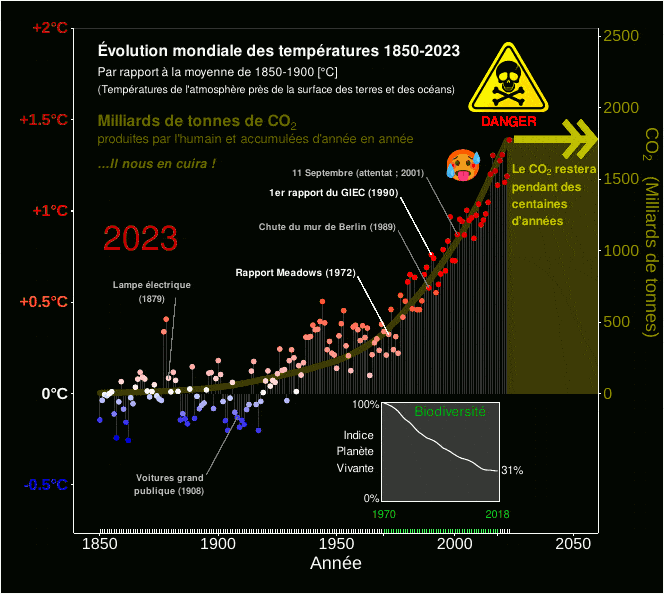 Évolution mondiale des températures 1850-2023
Par rapport à la moyenne de 1850-1900 [°C]
(Températures de l'atmosphère près de la surface des terres et des océans)
Milliards de tonnes de CO2
produites par l'humain et accumulées d'année en année
...Il nous en cuira !
2023
DANGER
Le CO2 restera
pendant des
centaines
d'années
11 Septembre (attentat ; 2001)
1er rapport du GIEC (1990)
Chute du mur de Berlin (1989)
Rapport Meadows (1972)
Lampe électrique
(1879)
Voitures grand
publique (1908)
+2°C
+1.5°C
+1°C
+0.5°C
0°C
-0.5°C
2500
2000
1500
1000
500
0
CO2 (Milliards de tonnes)
Biodiversité
100%
Indice
Planète
Vivante
0%
31%
1970
2018
1850
1900
1950
2000
2050
Année